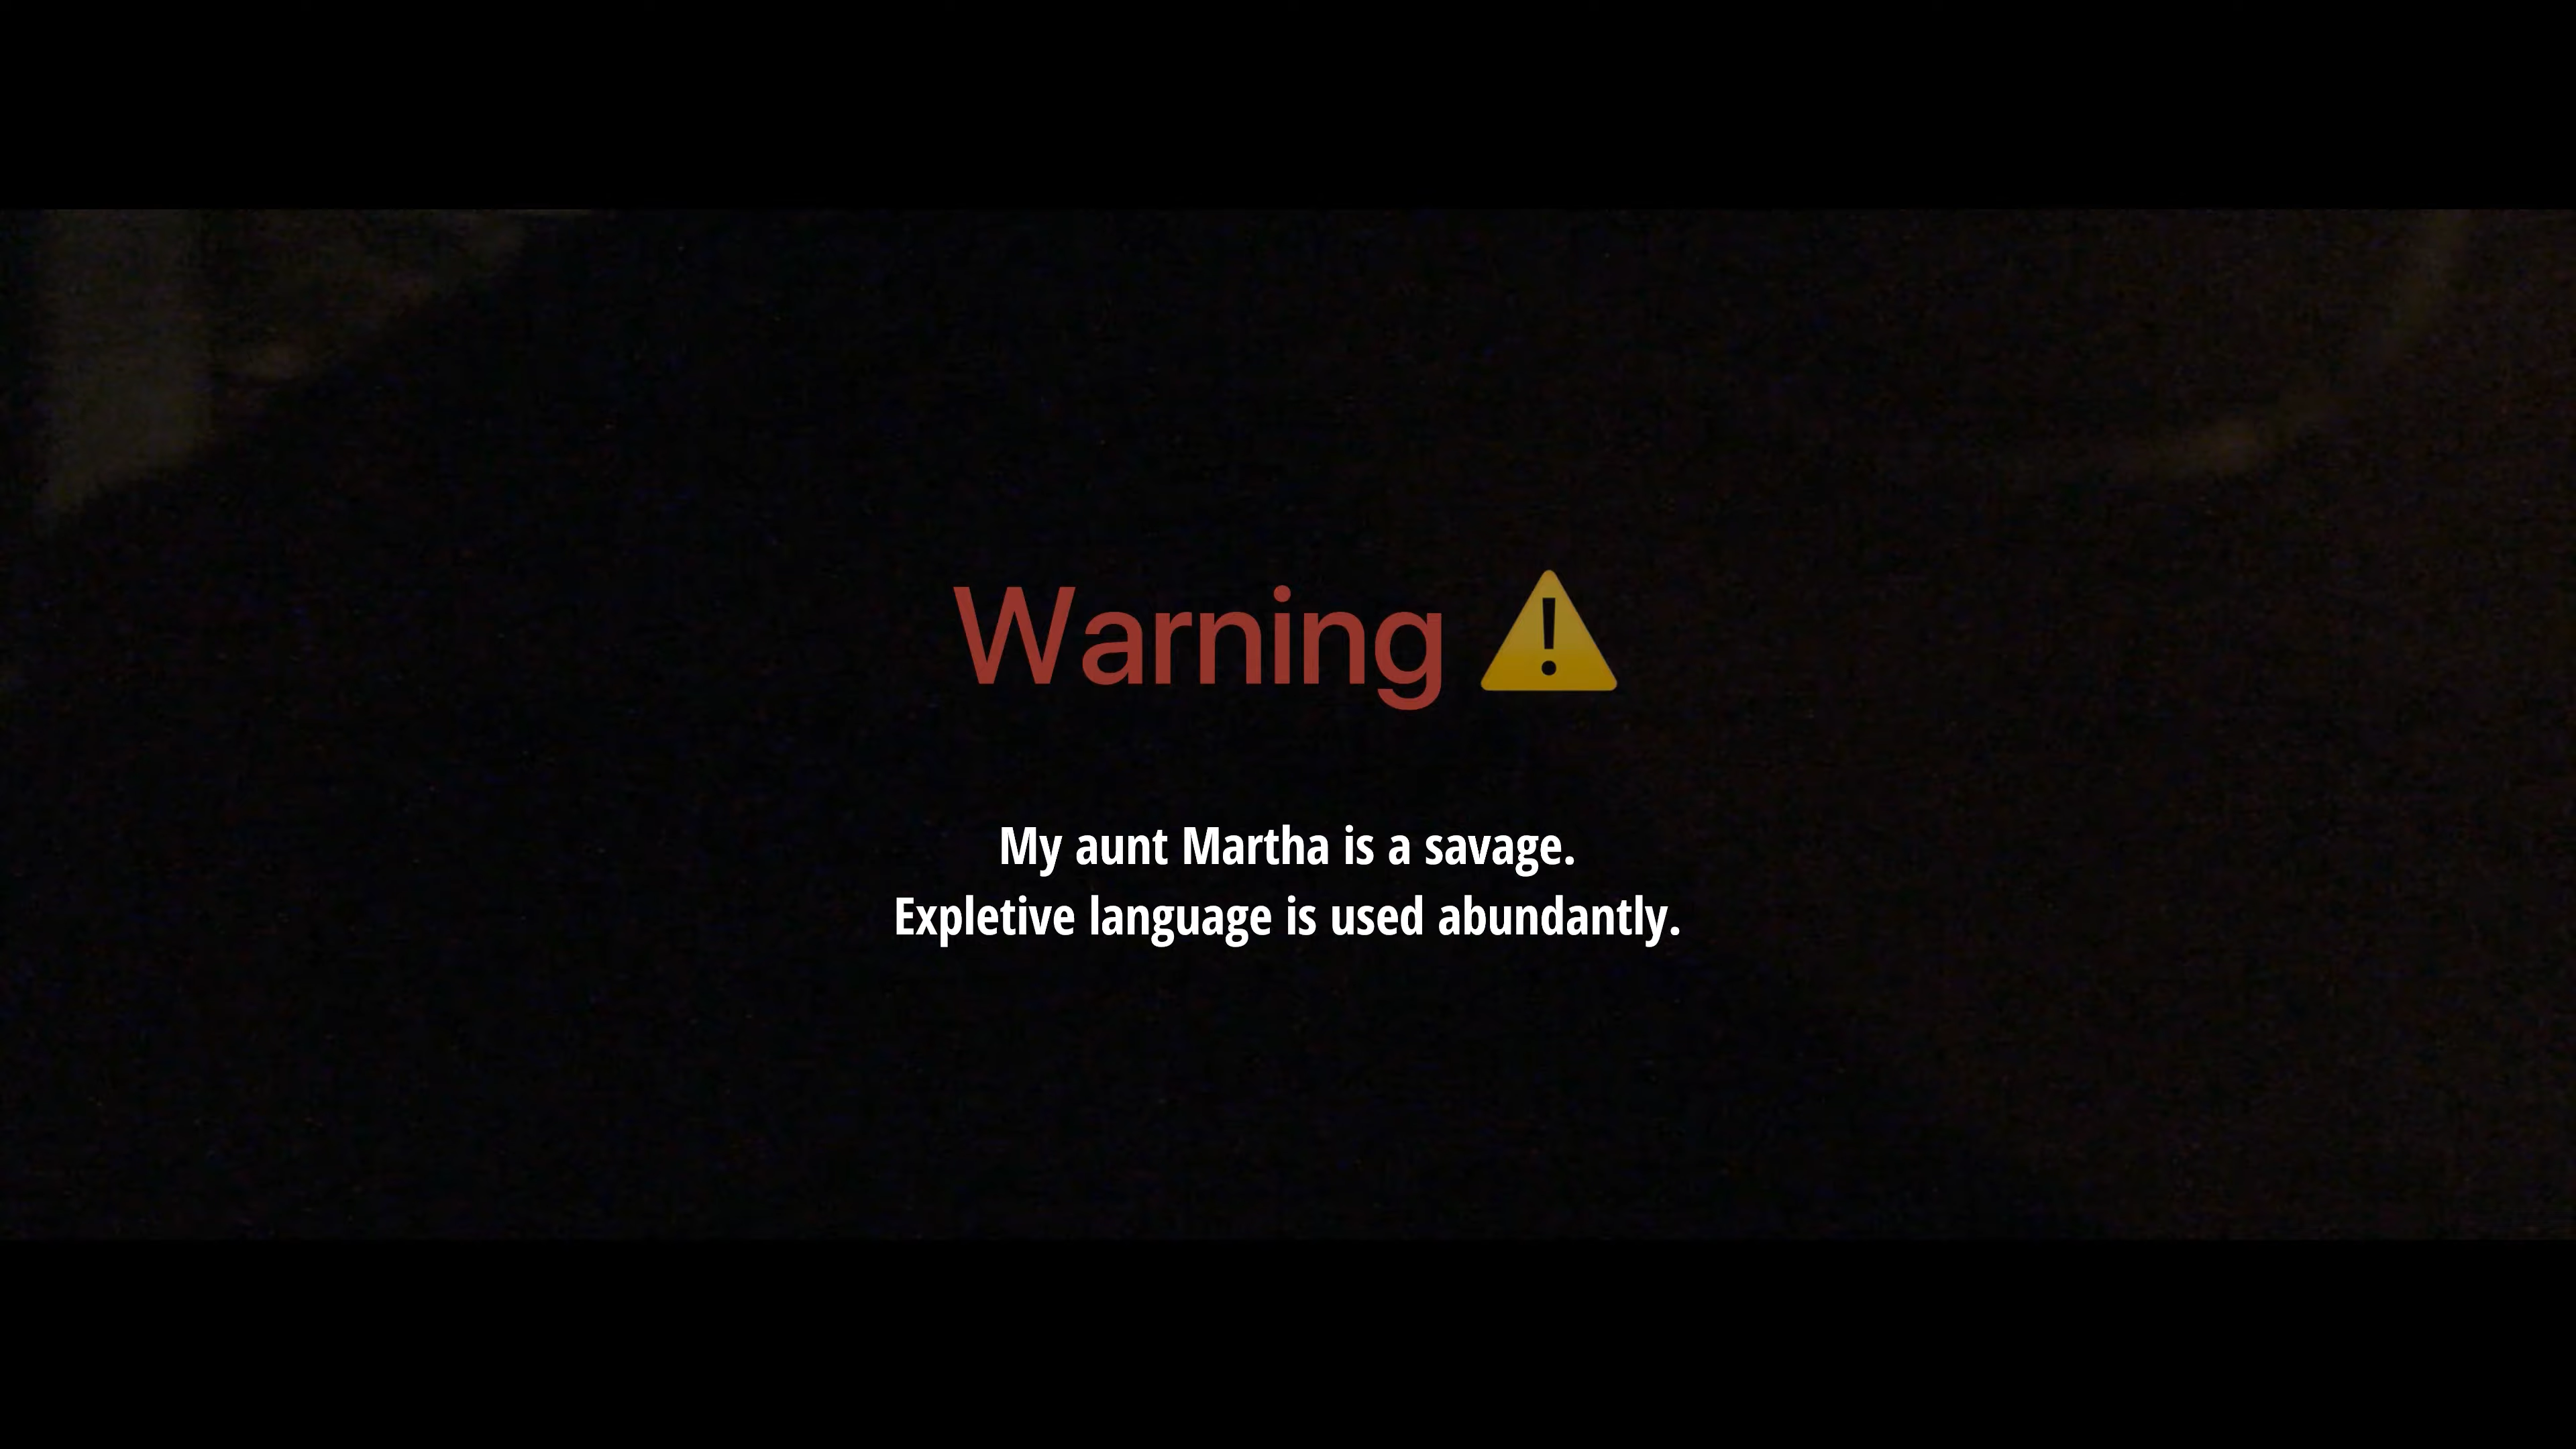 Warning ⚠️
My aunt Martha is a savage.
Expletive language is used abundantly.